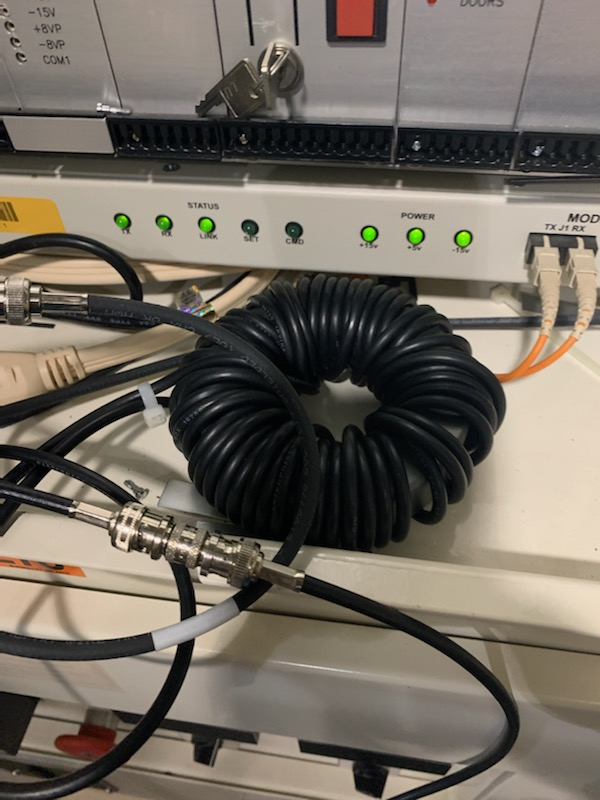 -15V
+8VP
-8VP
COM1
DOORS
STATUS
TX RX LINK SET CMD
POWER
+15v +5v -15v
MOD
TX J1 RX